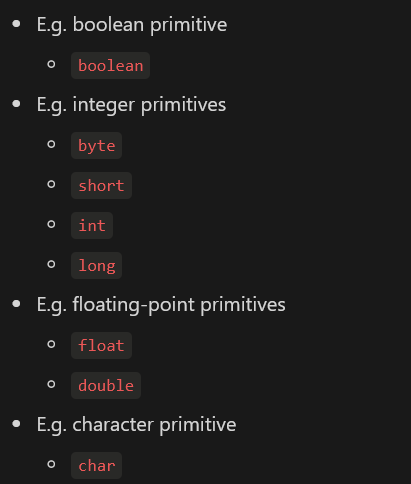 E.g. boolean primitive
boolean
E.g. integer primitives
byte
short
int
long
E.g. floating-point primitives
float
double
E.g. character primitive
char